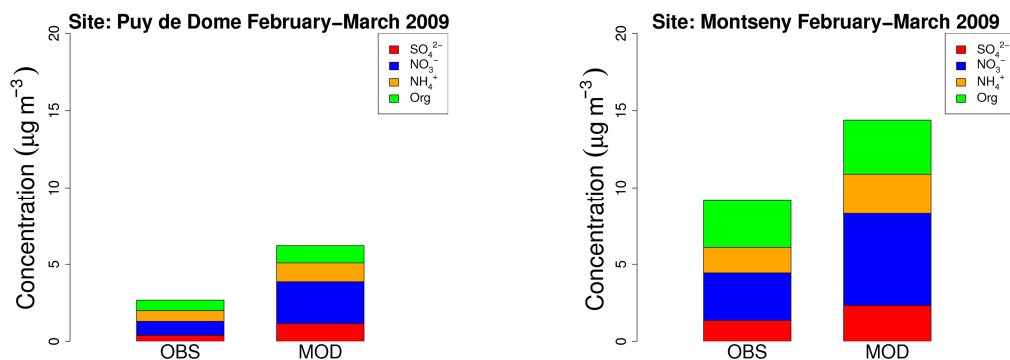 Site: Puy de Dome February−March 2009
Concentration (μg m⁻³)
20
15
10
5
0
SO₄²⁻
NO₃⁻
NH₄⁺
Org
OBS MOD
Site: Montseny February−March 2009
Concentration (μg m⁻³)
20
15
10
5
0
SO₄²⁻
NO₃⁻
NH₄⁺
Org
OBS MOD